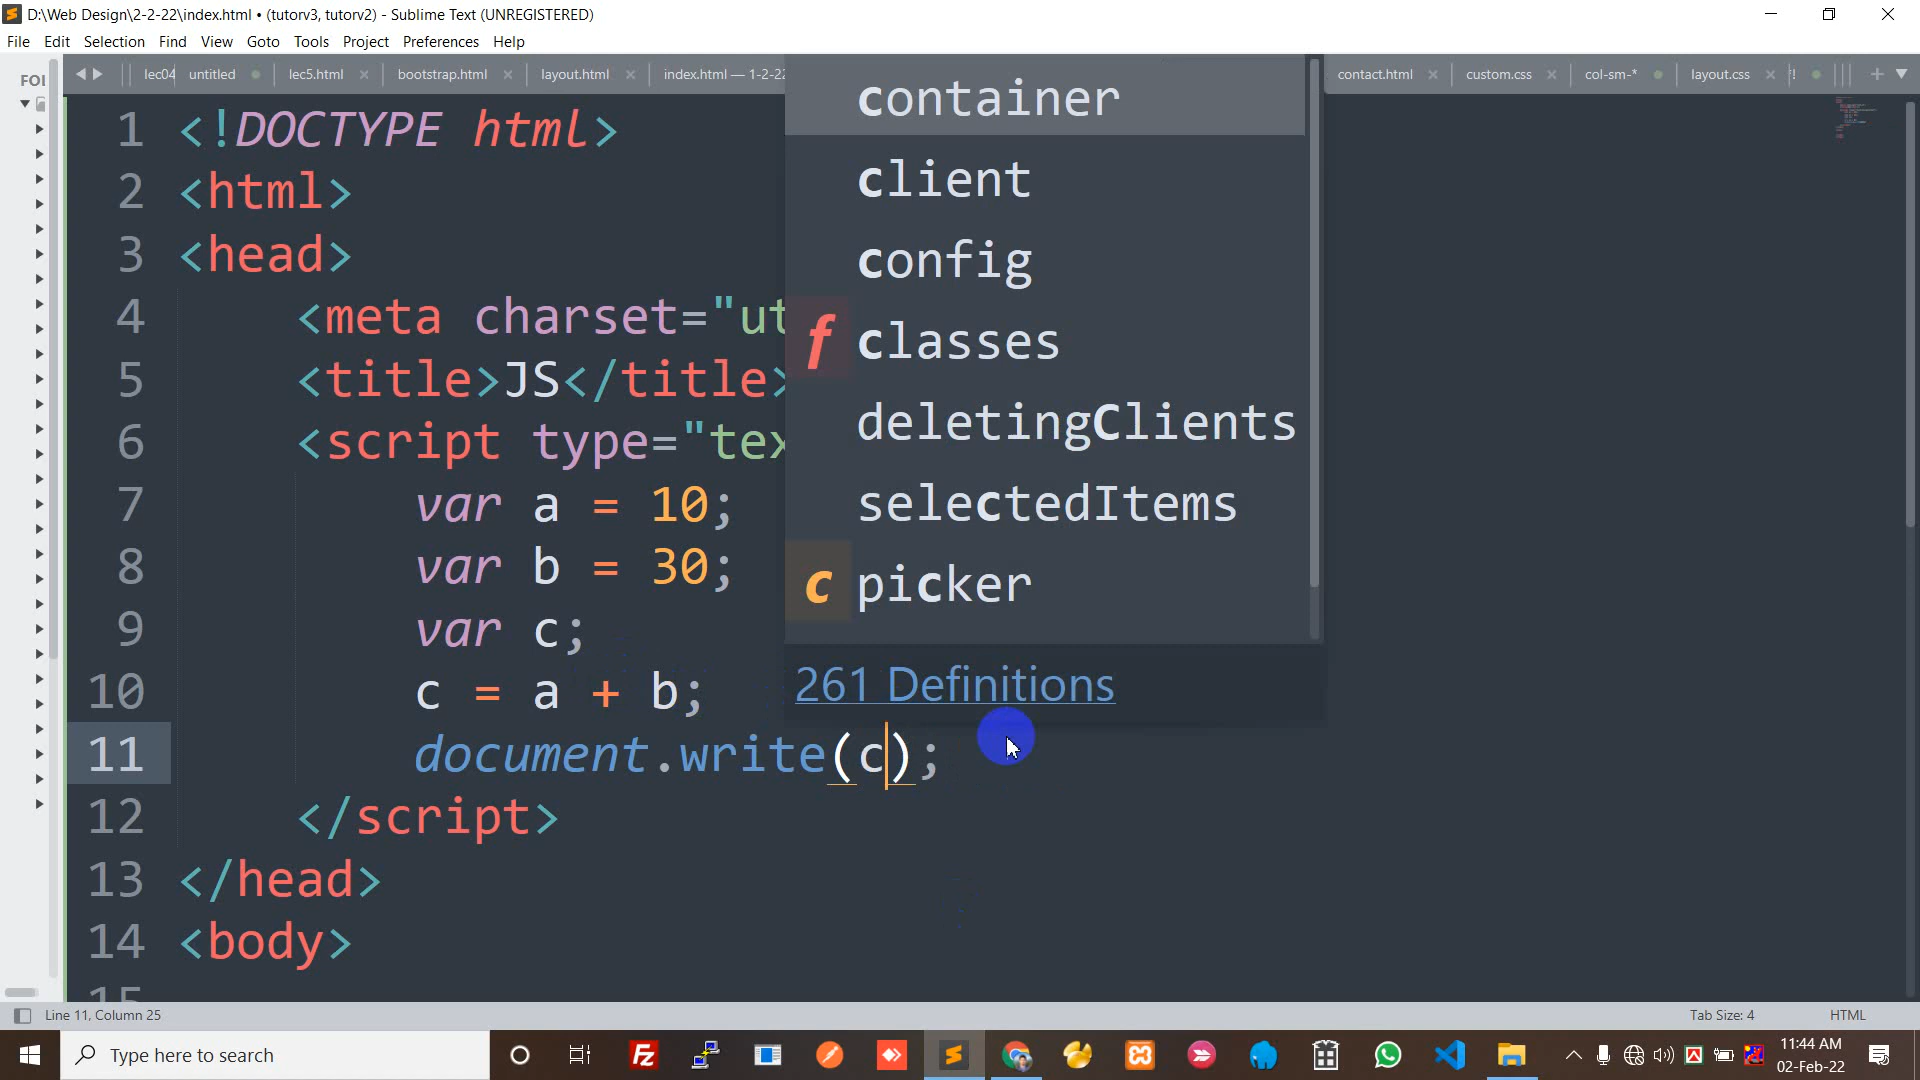 D:\Web Design\2-2-22\index.html • (tutorv3, tutorv2) - Sublime Text (UNREGISTERED)
File Edit Selection Find View Goto Tools Project Preferences Help
FOI
lec04 untitled lec5.html bootstrap.html layout.html index.html — 1-2-22 contact.html custom.css col-sm-* layout.css
1 <!DOCTYPE html>
2 <html>
3 <head>
4 <meta charset="ut
5 <title>JS</title>
6 <script type="tex
7 var a = 10;
8 var b = 30;
9 var c;
10 c = a + b;
11 document.write(c);
12 </script>
13 </head>
14 <body>
15
container
client
config
f classes
deletingClients
selectedItems
c picker
261 Definitions
Line 11, Column 25 Tab Size: 4 HTML
Type here to search
11:44 AM
02-Feb-22